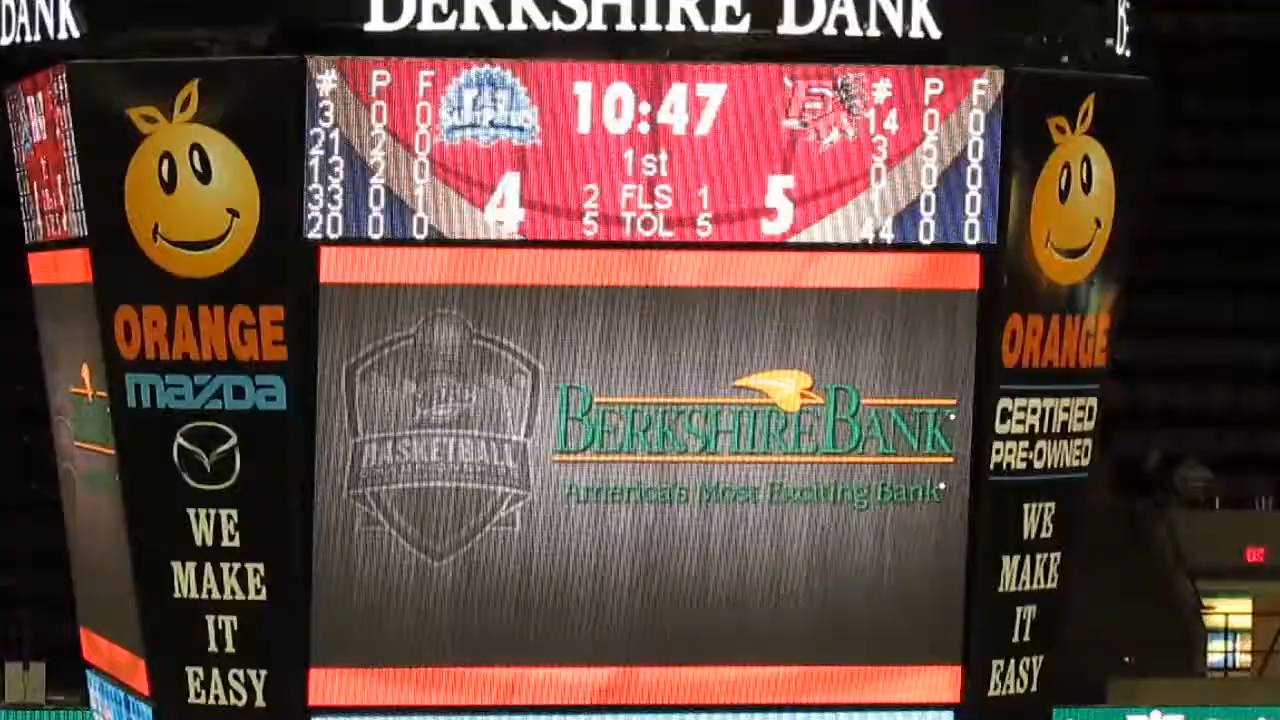 BANK
BERKSHIRE BANK
# P F 10:47 # P F
3 0 0 14 0 0
21 2 0 1st 3 5 0
13 2 0 4 2 FLS 1 5 0 0 0
33 0 1 5 TOL 5 1 0 0
20 0 0 44 0 0
ORANGE
mazda
WE
MAKE
IT
EASY
BASKETBALL
BERKSHIRE BANK
America's Most Exciting Bank
ORANGE
CERTIFIED
PRE-OWNED
WE
MAKE
IT
EASY